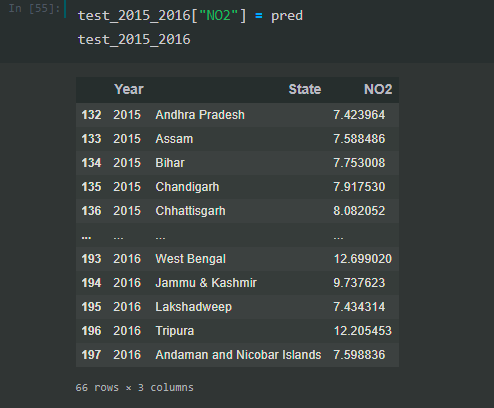 In [55]:
test_2015_2016["NO2"] = pred
test_2015_2016
Year State NO2
132 2015 Andhra Pradesh 7.423964
133 2015 Assam 7.588486
134 2015 Bihar 7.753008
135 2015 Chandigarh 7.917530
136 2015 Chhattisgarh 8.082052
... ... ... ...
193 2016 West Bengal 12.699020
194 2016 Jammu & Kashmir 9.737623
195 2016 Lakshadweep 7.434314
196 2016 Tripura 12.205453
197 2016 Andaman and Nicobar Islands 7.598836
66 rows × 3 columns